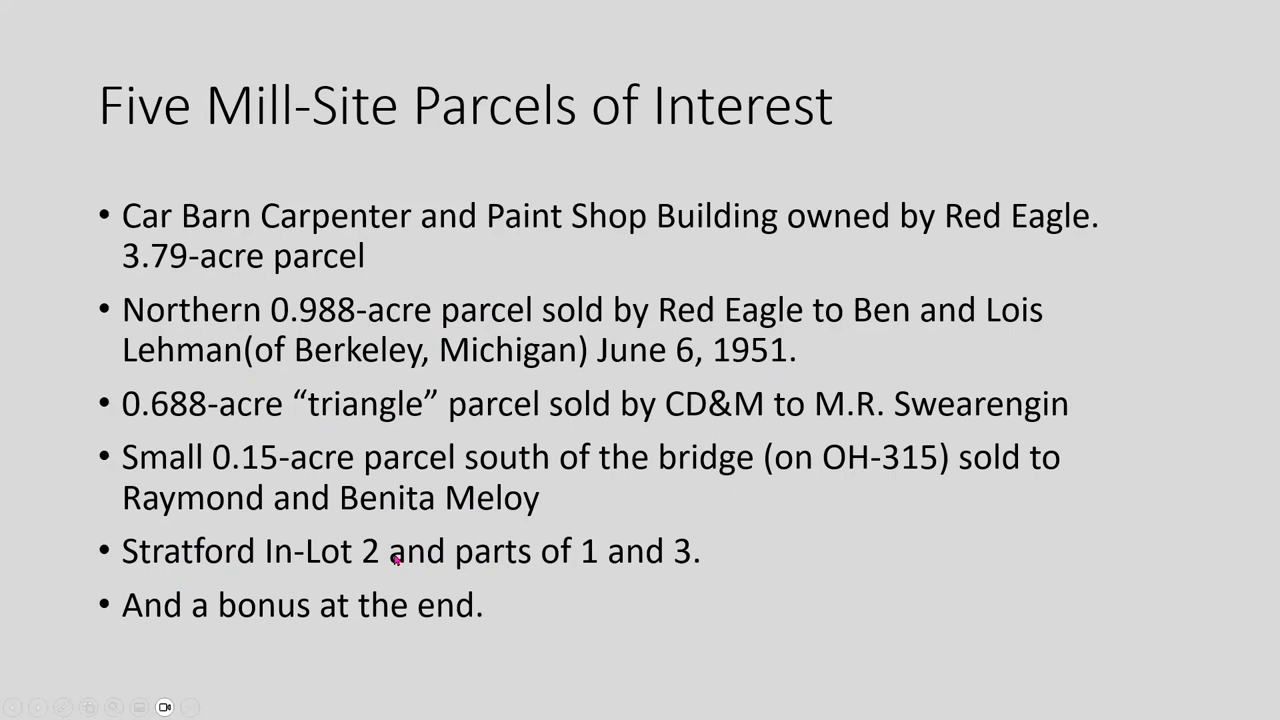 Five Mill-Site Parcels of Interest
• Car Barn Carpenter and Paint Shop Building owned by Red Eagle.
3.79-acre parcel
• Northern 0.988-acre parcel sold by Red Eagle to Ben and Lois
Lehman(of Berkeley, Michigan) June 6, 1951.
• 0.688-acre “triangle” parcel sold by CD&M to M.R. Swearengin
• Small 0.15-acre parcel south of the bridge (on OH-315) sold to
Raymond and Benita Meloy
• Stratford In-Lot 2 and parts of 1 and 3.
• And a bonus at the end.